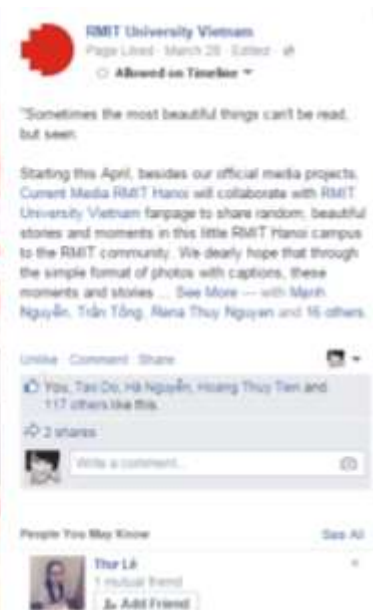 RMIT University Vietnam
Page Liked · March 28 · Edited ·
Allowed on Timeline
"Sometimes the most beautiful things can't be read,
but seen.
Starting this April, besides our official media projects,
Current Media RMIT Hanoi will collaborate with RMIT
University Vietnam fanpage to share random, beautiful
stories and moments in this little RMIT Hanoi campus
to the RMIT community. We dearly hope that through
the simple format of photos with captions, these
moments and stories ... See More — with Mạnh
Nguyễn, Trần Tông, Rena Thuy Nguyen and 16 others.
Unlike · Comment · Share
You, Tao Do, Hà Nguyễn, Hoang Thuy Tien and
117 others like this.
2 shares
Write a comment...
People You May Know See All
Thư Lê
1 mutual friend
Add Friend